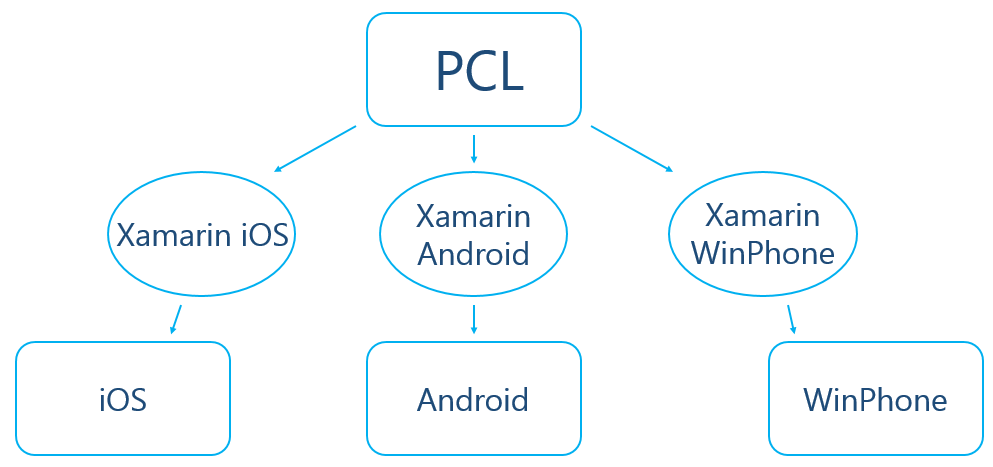 PCL
Xamarin iOS
Xamarin
Android
Xamarin
WinPhone
iOS
Android
WinPhone